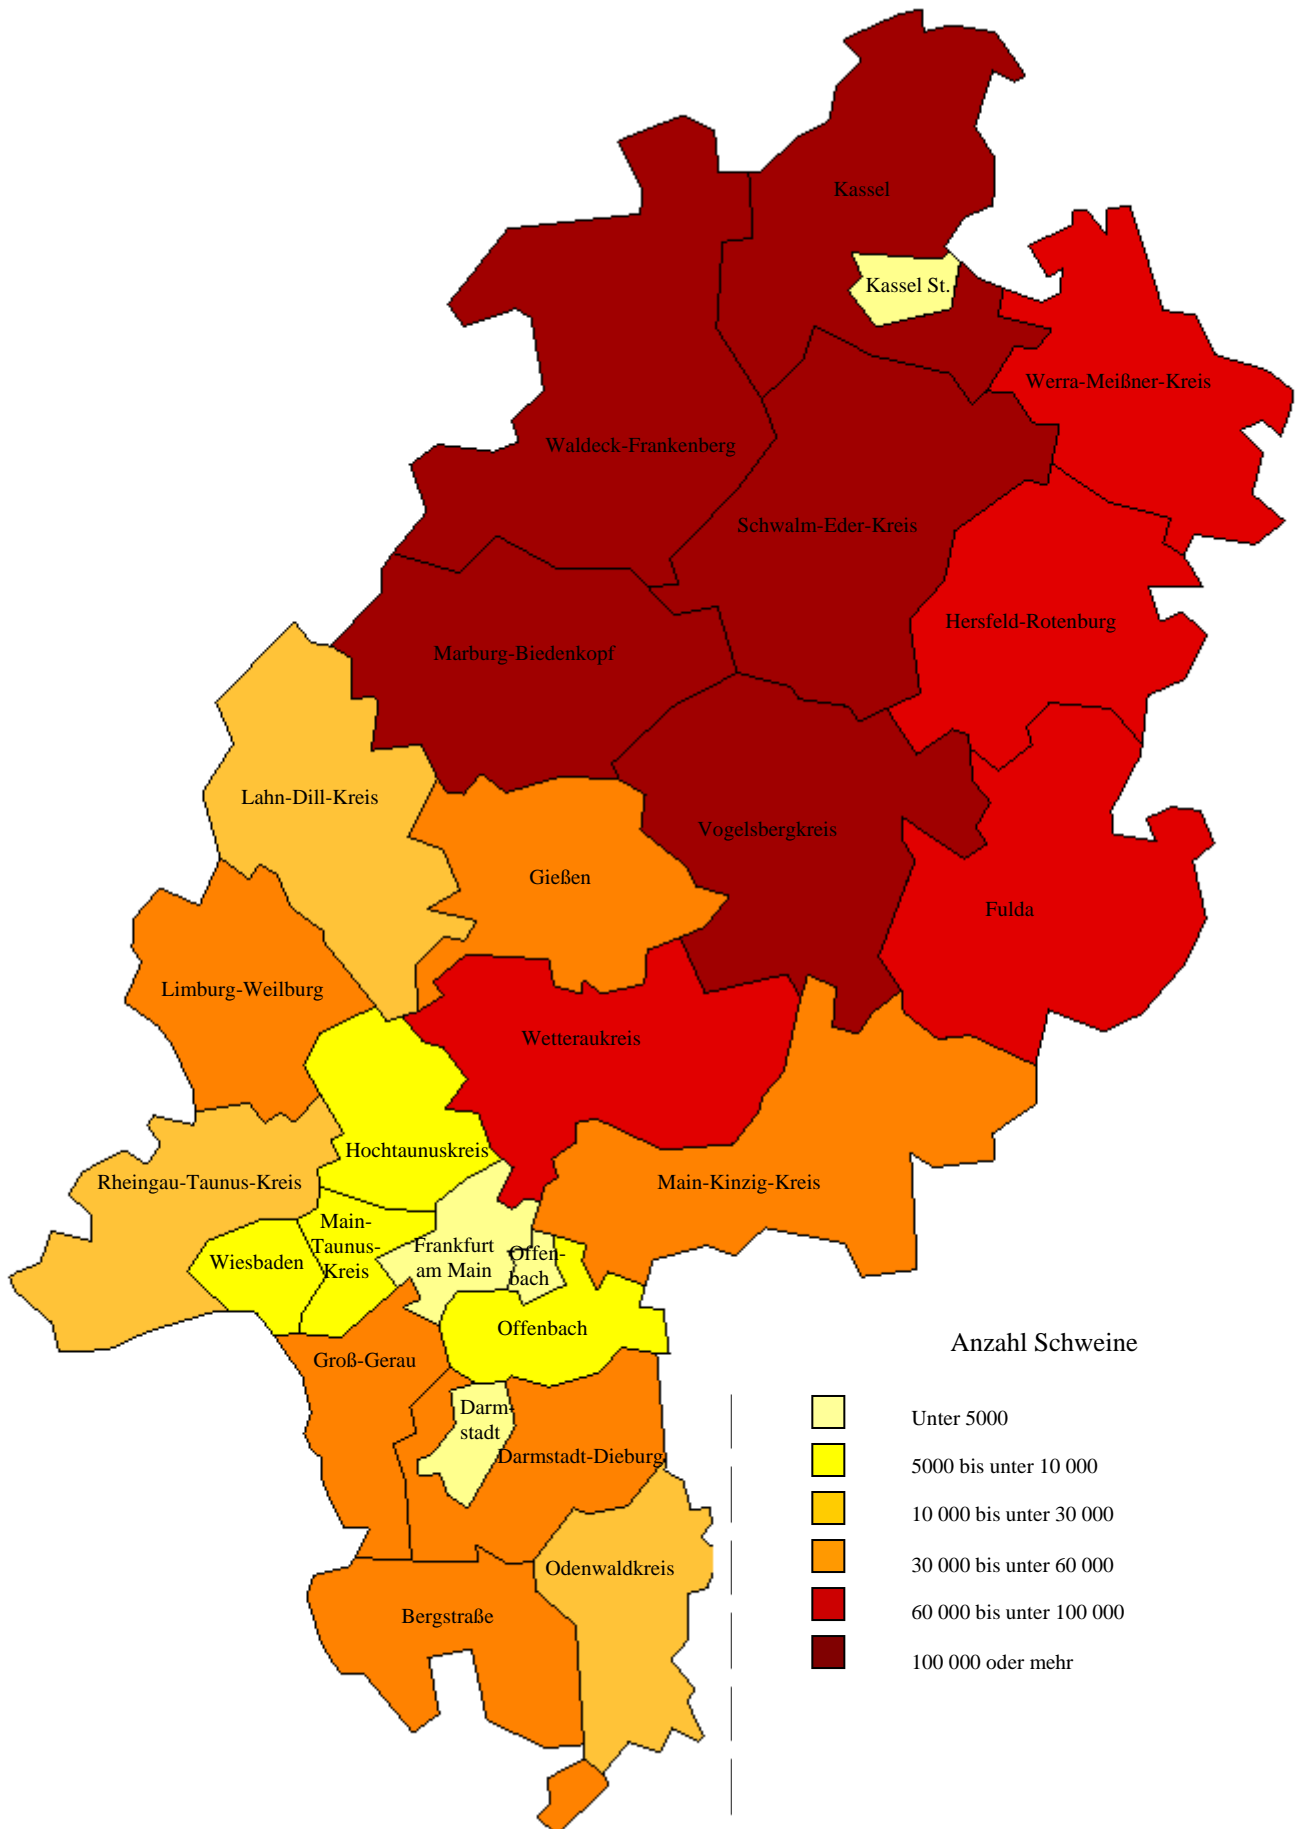 Kassel
Kassel St.
Werra-Meißner-Kreis
Waldeck-Frankenberg
Schwalm-Eder-Kreis
Hersfeld-Rotenburg
Marburg-Biedenkopf
Lahn-Dill-Kreis
Vogelsbergkreis
Gießen
Fulda
Limburg-Weilburg
Wetteraukreis
Hochtaunuskreis
Rheingau-Taunus-Kreis
Main-Kinzig-Kreis
Main-
Taunus-
Kreis
Wiesbaden
Frankfurt
am Main
Offen-
bach
Offenbach
Groß-Gerau
Darm-
stadt
Darmstadt-Dieburg
Odenwaldkreis
Bergstraße
Anzahl Schweine
Unter 5000
5000 bis unter 10 000
10 000 bis unter 30 000
30 000 bis unter 60 000
60 000 bis unter 100 000
100 000 oder mehr